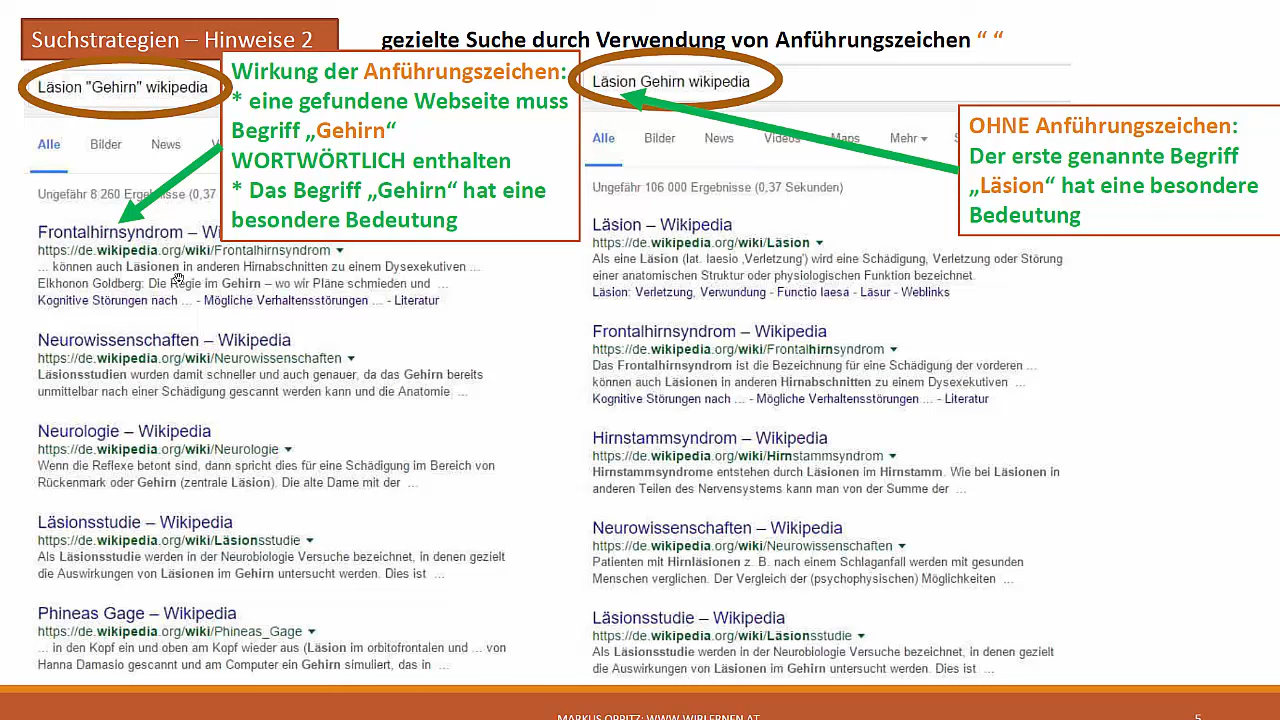 Suchstrategien – Hinweise 2
gezielte Suche durch Verwendung von Anführungszeichen “ “
Läsion "Gehirn" wikipedia
Alle Bilder News
Ungefähr 8 260 Ergebnisse (0,37
Wirkung der Anführungszeichen:
* eine gefundene Webseite muss
Begriff „Gehirn“
WORTWÖRTLICH enthalten
* Das Begriff „Gehirn“ hat eine
besondere Bedeutung
Frontalhirnsyndrom – Wi
https://de.wikipedia.org/wiki/Frontalhirnsyndrom
... können auch Läsionen in anderen Hirnabschnitten zu einem Dysexekutiven ...
Elkhonon Goldberg: Die Regie im Gehirn – wo wir Pläne schmieden und ...
Kognitive Störungen nach ... - Mögliche Verhaltensstörungen ... - Literatur
Neurowissenschaften – Wikipedia
https://de.wikipedia.org/wiki/Neurowissenschaften
Läsionsstudien wurden damit schneller und auch genauer, da das Gehirn bereits
unmittelbar nach einer Schädigung gescannt werden kann und die Anatomie ...
Neurologie – Wikipedia
https://de.wikipedia.org/wiki/Neurologie
Wenn die Reflexe betont sind, dann spricht dies für eine Schädigung im Bereich von
Rückenmark oder Gehirn (zentrale Läsion). Die alte Dame mit der ...
Läsionsstudie – Wikipedia
https://de.wikipedia.org/wiki/Läsionsstudie
Als Läsionsstudie werden in der Neurobiologie Versuche bezeichnet, in denen gezielt
die Auswirkungen von Läsionen im Gehirn untersucht werden. Dies ist ...
Phineas Gage – Wikipedia
https://de.wikipedia.org/wiki/Phineas_Gage
... in den Kopf ein und oben am Kopf wieder aus (Läsion im orbitofrontalen und ... von
Hanna Damasio gescannt und am Computer ein Gehirn simuliert, das in ...
Läsion Gehirn wikipedia
Alle Bilder News Videos Maps Mehr
Ungefähr 106 000 Ergebnisse (0,37 Sekunden)
OHNE Anführungszeichen:
Der erste genannte Begriff
„Läsion“ hat eine besondere
Bedeutung
Läsion – Wikipedia
https://de.wikipedia.org/wiki/Läsion
Als eine Läsion (lat. laesio ‚Verletzung') wird eine Schädigung, Verletzung oder Störung
einer anatomischen Struktur oder physiologischen Funktion bezeichnet.
Läsion: Verletzung, Verwundung - Functio laesa - Läsur - Weblinks
Frontalhirnsyndrom – Wikipedia
https://de.wikipedia.org/wiki/Frontalhirnsyndrom
Das Frontalhirnsyndrom ist die Bezeichnung für eine Schädigung der vorderen ...
können auch Läsionen in anderen Hirnabschnitten zu einem Dysexekutiven ...
Kognitive Störungen nach ... - Mögliche Verhaltensstörungen ... - Literatur
Hirnstammsyndrom – Wikipedia
https://de.wikipedia.org/wiki/Hirnstammsyndrom
Hirnstammsyndrome entstehen durch Läsionen im Hirnstamm. Wie bei Läsionen in
anderen Teilen des Nervensystems kann man von der Summe der ...
Neurowissenschaften – Wikipedia
https://de.wikipedia.org/wiki/Neurowissenschaften
Patienten mit Hirnläsionen z. B. nach einem Schlaganfall werden mit gesunden
Menschen verglichen. Der Vergleich der (psychophysischen) Möglichkeiten ...
Läsionsstudie – Wikipedia
https://de.wikipedia.org/wiki/Läsionsstudie
Als Läsionsstudie werden in der Neurobiologie Versuche bezeichnet, in denen gezielt
die Auswirkungen von Läsionen im Gehirn untersucht werden. Dies ist ...
MARKUS OPPITZ: WWW.WIRLERNEN.AT
5